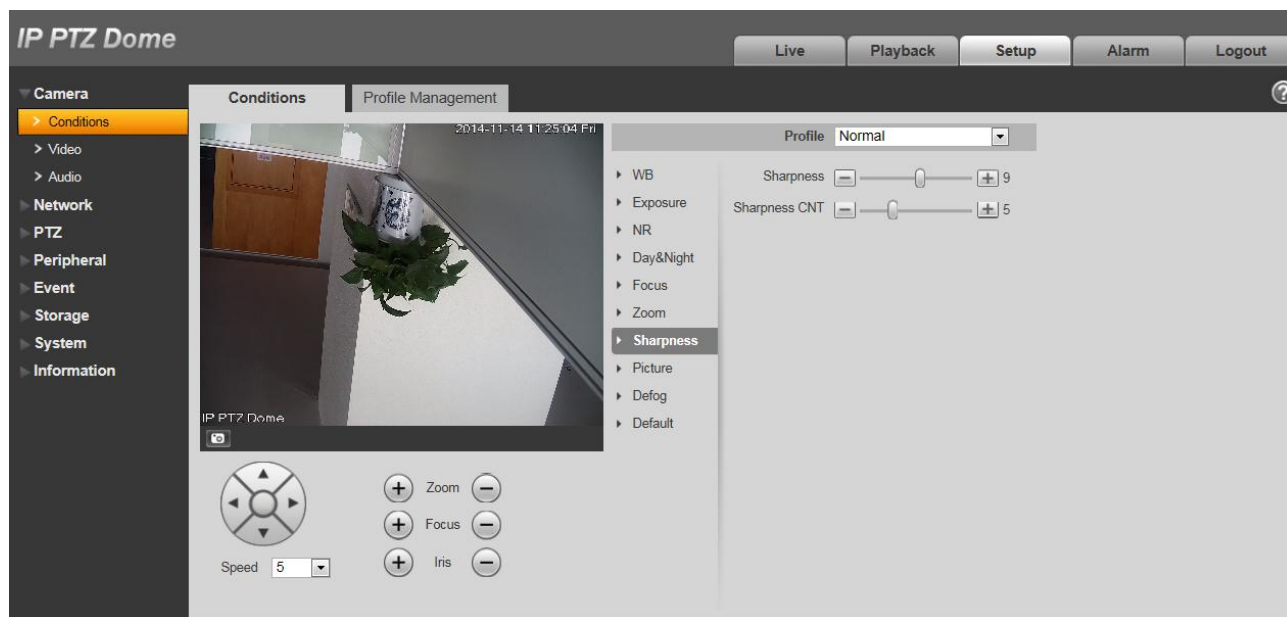 IP PTZ Dome
Live Playback Setup Alarm Logout
Camera
Conditions
Video
Audio
Network
PTZ
Peripheral
Event
Storage
System
Information
Conditions Profile Management
2014-11-14 11:25:04 Fri
IP PTZ Dome
Zoom
Focus
Speed 5 Iris
Profile Normal
WB
Exposure
NR
Day&Night
Focus
Zoom
Sharpness
Picture
Defog
Default
Sharpness 9
Sharpness CNT 5